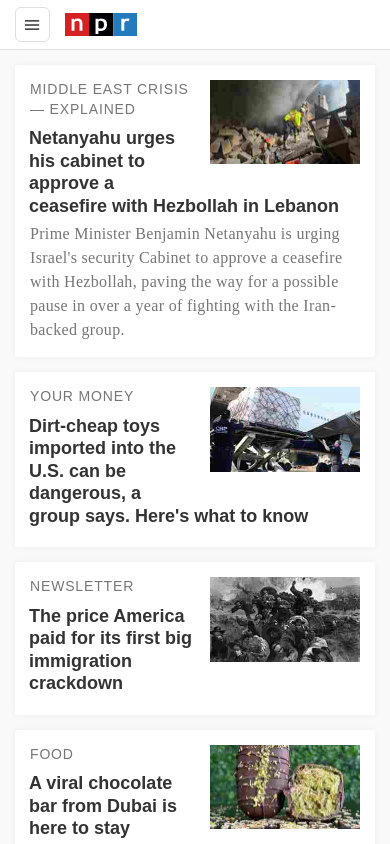 npr
MIDDLE EAST CRISIS
— EXPLAINED
Netanyahu urges
his cabinet to
approve a
ceasefire with Hezbollah in Lebanon
Prime Minister Benjamin Netanyahu is urging
Israel's security Cabinet to approve a ceasefire
with Hezbollah, paving the way for a possible
pause in over a year of fighting with the Iran-
backed group.
YOUR MONEY
Dirt-cheap toys
imported into the
U.S. can be
dangerous, a
group says. Here's what to know
NEWSLETTER
The price America
paid for its first big
immigration
crackdown
FOOD
A viral chocolate
bar from Dubai is
here to stay